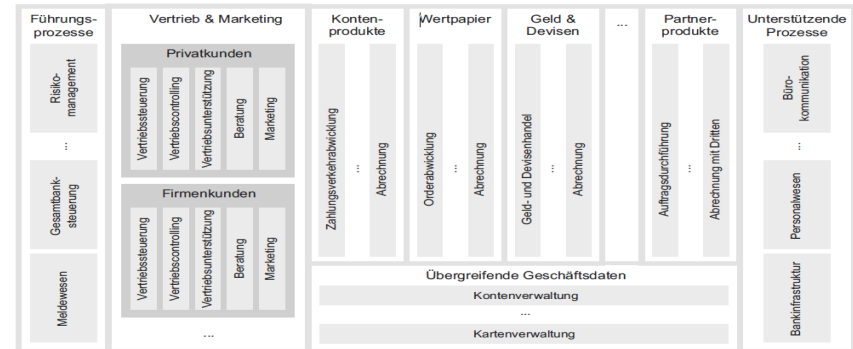 Führungs-
prozesse
Risiko-
management
...
Gesamtbank-
steuerung
Meldewesen
Vertrieb & Marketing
Privatkunden
Vertriebssteuerung
Vertriebscontrolling
Vertriebsunterstützung
Beratung
Marketing
Firmenkunden
Vertriebssteuerung
Vertriebscontrolling
Vertriebsunterstützung
Beratung
Marketing
...
Konten-
produkte
Zahlungsverkehrabwicklung
...
Abrechnung
Wertpapier
Orderabwicklung
...
Abrechnung
Geld &
Devisen
Geld- und Devisenhandel
...
Abrechnung
...
Partner-
produkte
Auftragsdurchführung
...
Abrechnung mit Dritten
Übergreifende Geschäftsdaten
Kontenverwaltung
...
Kartenverwaltung
Unterstützende
Prozesse
Büro-
kommunikation
...
Personalwesen
Bankinfrastruktur